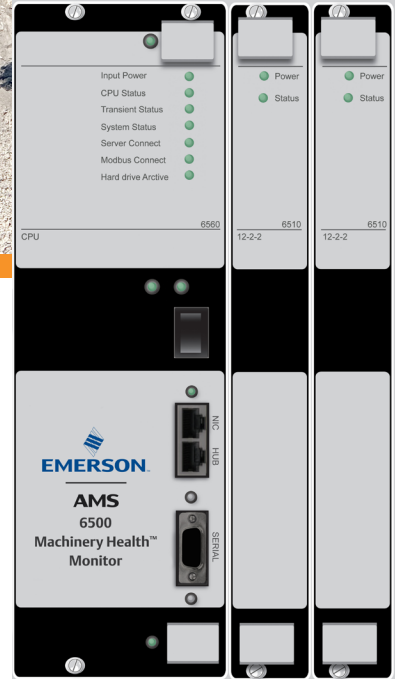 Input Power
CPU Status
Transient Status
System Status
Server Connect
Modbus Connect
Hard drive Arctive
6560
CPU
NIC
HUB
SERIAL
EMERSON™
AMS
6500
Machinery Health™
Monitor
Power
Status
6510
12-2-2
Power
Status
6510
12-2-2